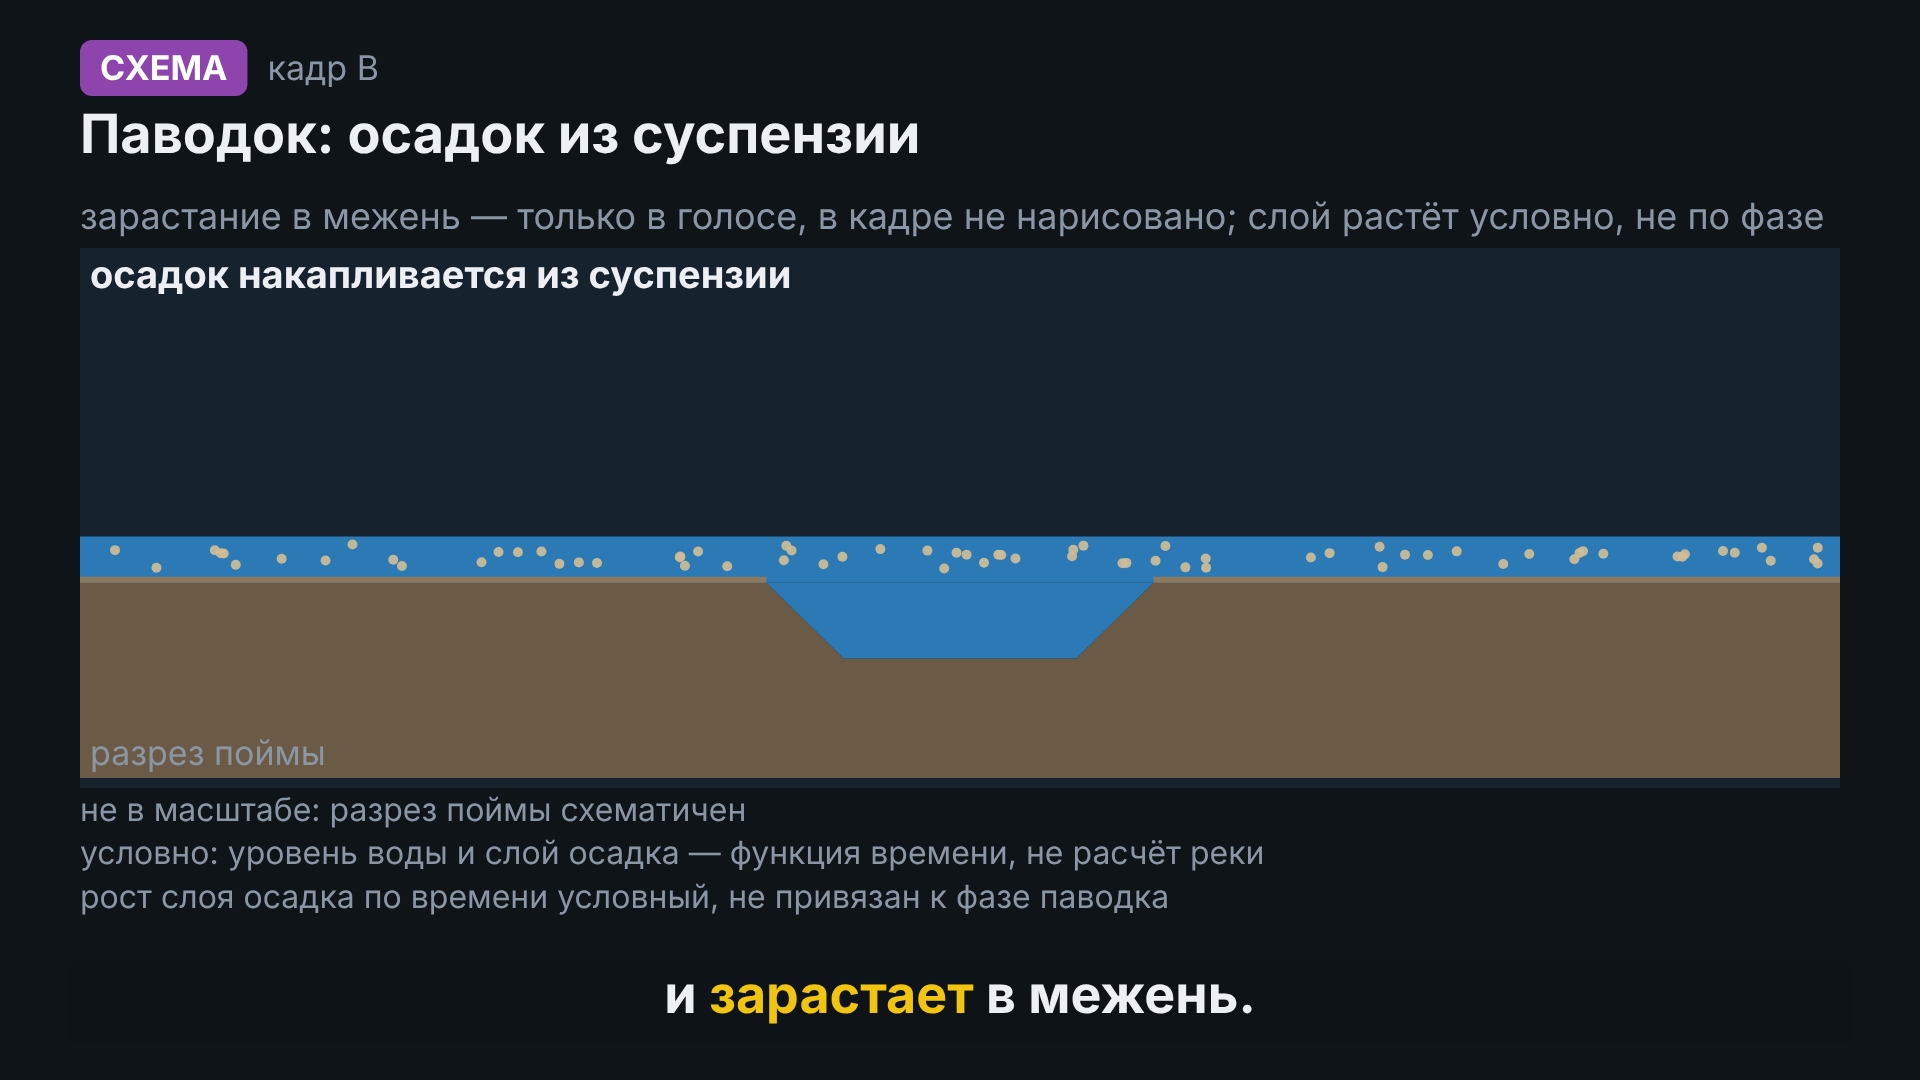 СХЕМА кадр В
Паводок: осадок из суспензии
зарастание в межень — только в голосе, в кадре не нарисовано; слой растёт условно, не по фазе
осадок накапливается из суспензии
разрез поймы
не в масштабе: разрез поймы схематичен
условно: уровень воды и слой осадка — функция времени, не расчёт реки
рост слоя осадка по времени условный, не привязан к фазе паводка
и зарастает в межень.